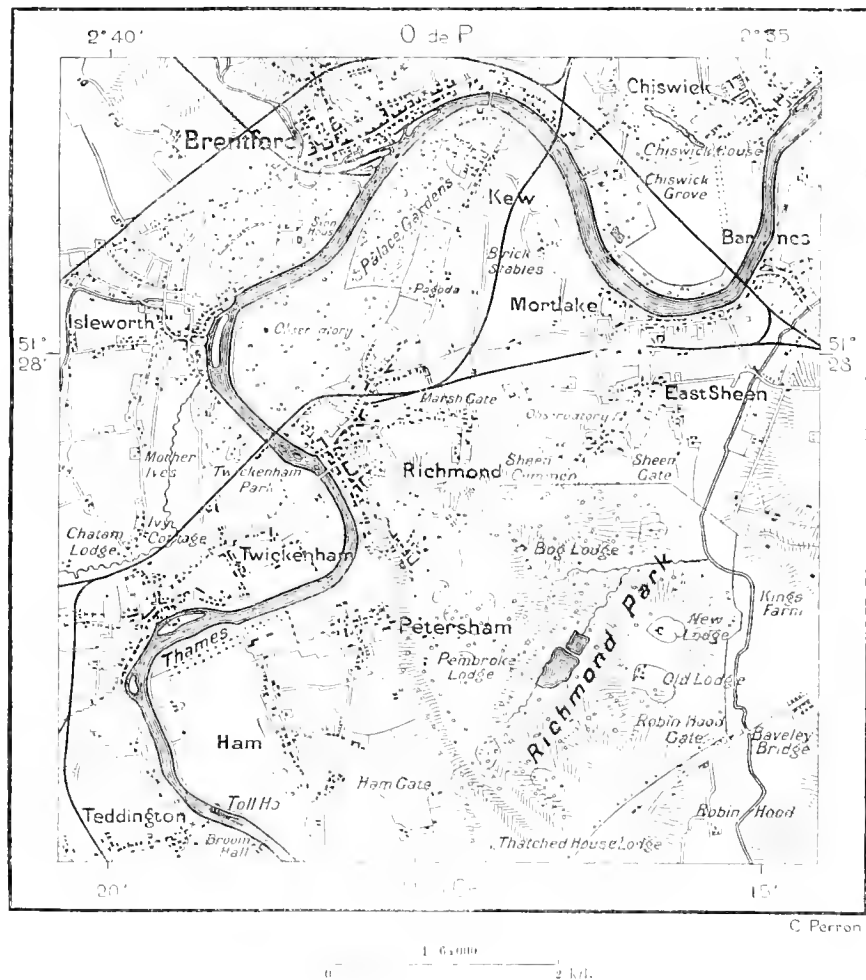 2°40' O de P 2°35'
Chiswick
Brentford
Chiswick House
Chiswick
Grove
Kew
Palace Gardens
Barnes
Brick
Stables
Pagoda
Mortlake
Isleworth
51°
28'
51°
28'
Marsh Gate
East Sheen
Observatory
Mother
Ives
Twickenham
Park
Richmond
Sheen
Common
Sheen
Gate
Chatam
Lodge
Ivy
Cottage
Twickenham
Bog Lodge
Kings
Farm
New
Lodge
Petersham
Thames
Pembroke
Lodge
Richmond Park
Old Lodge
Robin Hood
Gate
Baveley
Bridge
Ham
Ham Gate
Toll Ho
Teddington
Robin Hood
Thatched House Lodge
Hall
20' 15'
C Perron
0 2 kil.